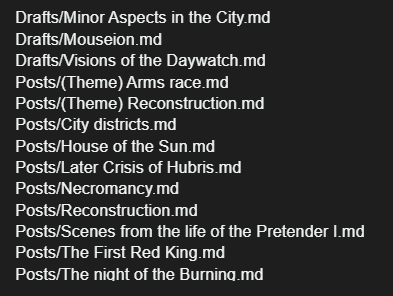 Drafts/Minor Aspects in the City.md
Drafts/Mouseion.md
Drafts/Visions of the Daywatch.md
Posts/(Theme) Arms race.md
Posts/(Theme) Reconstruction.md
Posts/City districts.md
Posts/House of the Sun.md
Posts/Later Crisis of Hubris.md
Posts/Necromancy.md
Posts/Reconstruction.md
Posts/Scenes from the life of the Pretender I.md
Posts/The First Red King.md
Posts/The night of the Burning.md